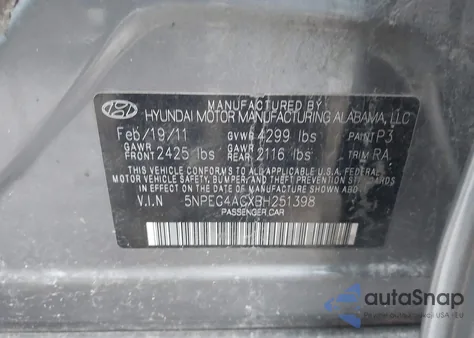 MANUFACTURED BY
HYUNDAI MOTOR MANUFACTURING ALABAMA, LLC
Feb/19/11 GVWR 4299 lbs PAINT P3
GAWR FRONT 2425 lbs GAWR REAR 2116 lbs TRIM RA
THIS VEHICLE CONFORMS TO ALL APPLICABLE U.S.A. FEDERAL
MOTOR VEHICLE SAFETY, BUMPER, AND THEFT PREVENTION
STANDARDS IN EFFECT ON THE DATE OF MANUFACTURE SHOWN ABOVE.
V.I.N 5NPEC4ACXBH251398
PASSENGER CAR
autoSnap